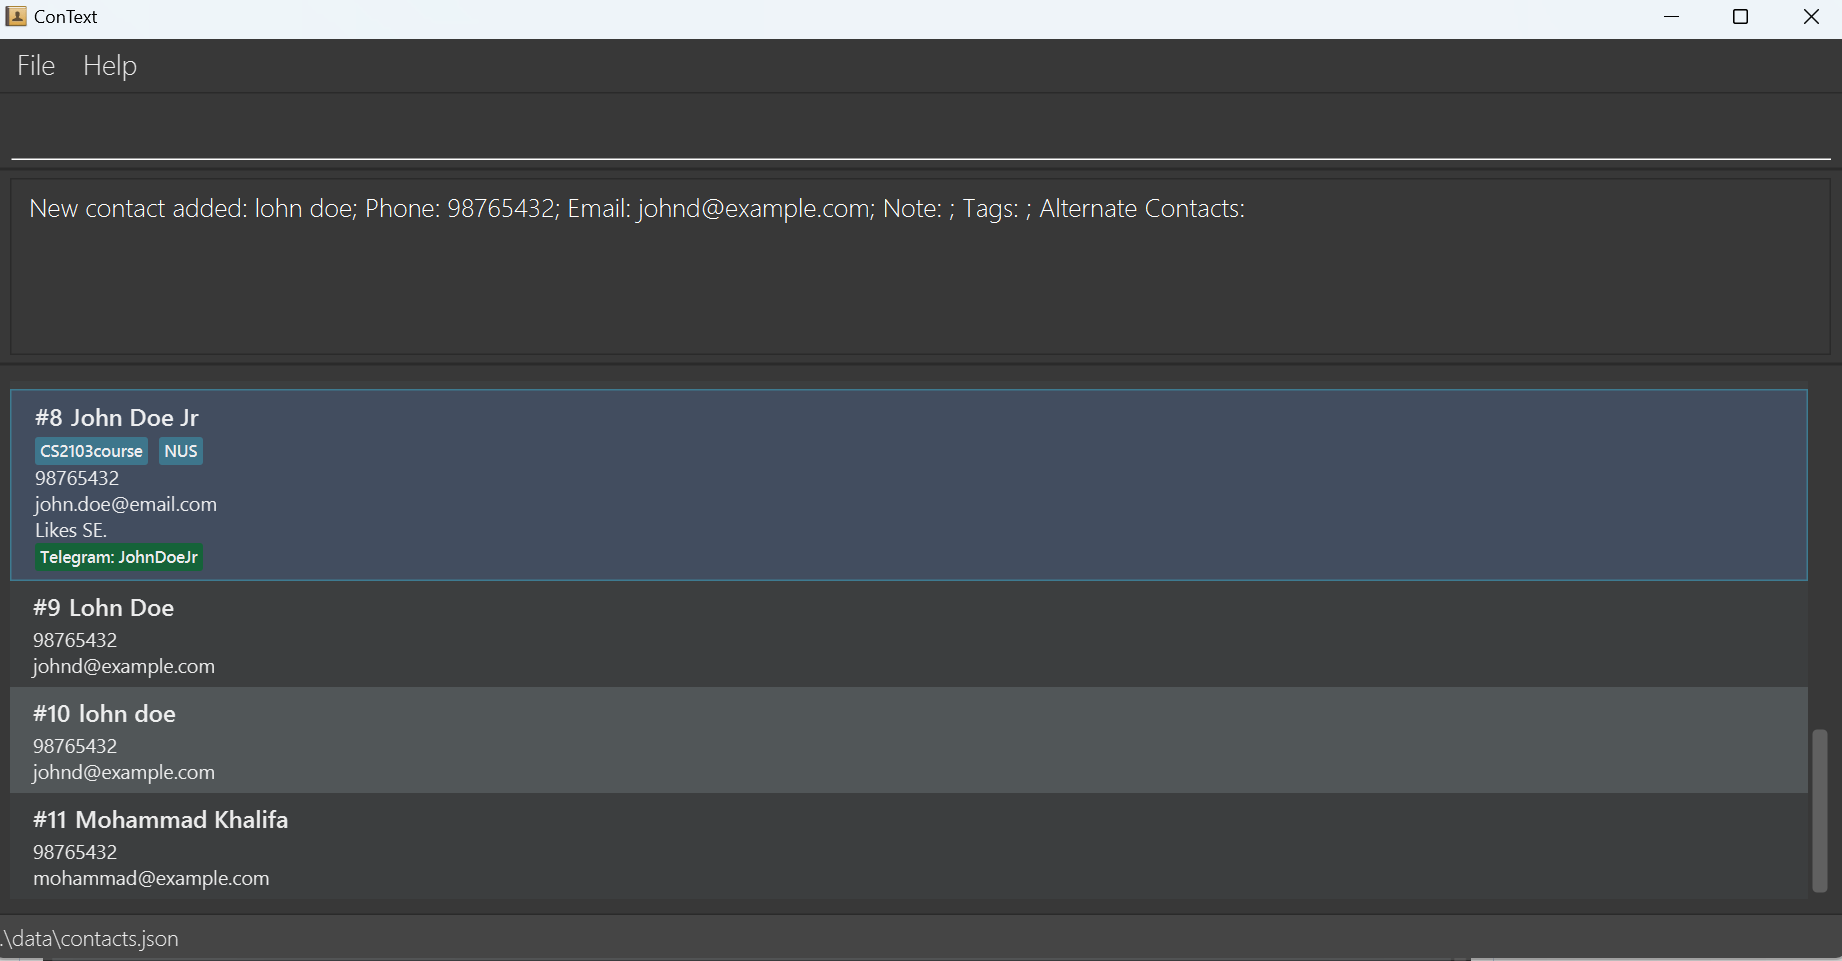 ConText
File Help
New contact added: lohn doe; Phone: 98765432; Email: johnd@example.com; Note: ; Tags: ; Alternate Contacts:
#8 John Doe Jr
CS2103course NUS
98765432
john.doe@email.com
Likes SE.
Telegram: JohnDoeJr
#9 Lohn Doe
98765432
johnd@example.com
#10 lohn doe
98765432
johnd@example.com
#11 Mohammad Khalifa
98765432
mohammad@example.com
.\data\contacts.json